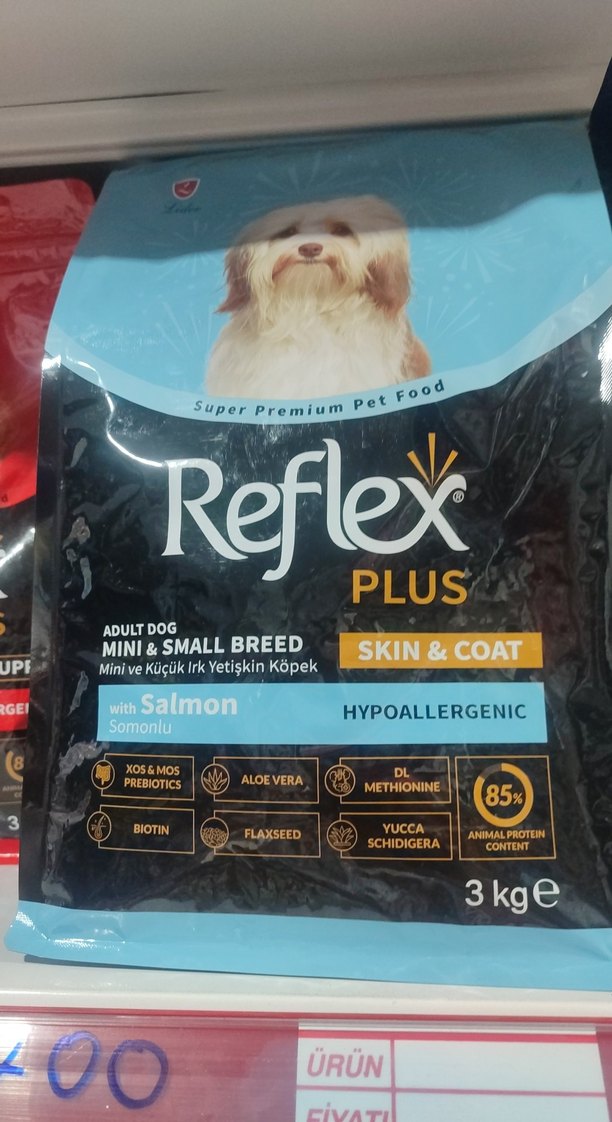 Super Premium Pet Food
Reflex®
PLUS
ADULT DOG
MINI & SMALL BREED
Mini ve Küçük Irk Yetişkin Köpek
SKIN & COAT
with Salmon
Somonlu
HYPOALLERGENIC
XOS & MOS
PREBIOTICS
ALOE VERA
DL
METHIONINE
BIOTIN
FLAXSEED
YUCCA
SCHIDIGERA
85%
ANIMAL PROTEIN
CONTENT
3 kg℮
00
ÜRÜN
FİYATI